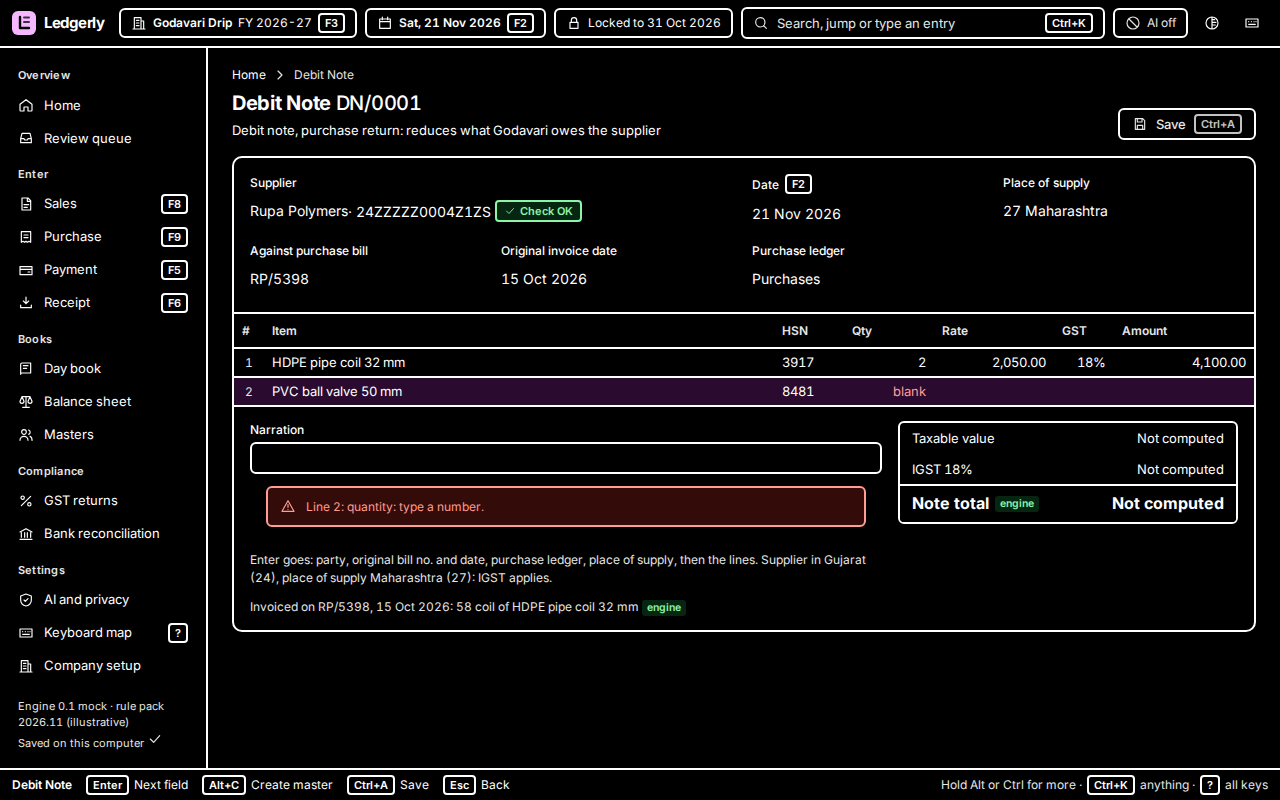 Ledgerly
Godavari Drip FY 2026-27 F3
Sat, 21 Nov 2026 F2
Locked to 31 Oct 2026
Search, jump or type an entry Ctrl+K
AI off
Overview
Home
Review queue
Enter
Sales F8
Purchase F9
Payment F5
Receipt F6
Books
Day book
Balance sheet
Masters
Compliance
GST returns
Bank reconciliation
Settings
AI and privacy
Keyboard map ?
Company setup
Engine 0.1 mock · rule pack
2026.11 (illustrative)
Saved on this computer
Home > Debit Note
Debit Note DN/0001
Debit note, purchase return: reduces what Godavari owes the supplier
Save Ctrl+A
Supplier
Rupa Polymers· 24ZZZZZ0004Z1ZS Check OK
Date F2
21 Nov 2026
Place of supply
27 Maharashtra
Against purchase bill
RP/5398
Original invoice date
15 Oct 2026
Purchase ledger
Purchases
# Item HSN Qty Rate GST Amount
1 HDPE pipe coil 32 mm 3917 2 2,050.00 18% 4,100.00
2 PVC ball valve 50 mm 8481 blank
Narration
Line 2: quantity: type a number.
Enter goes: party, original bill no. and date, purchase ledger, place of supply, then the lines. Supplier in Gujarat
(24), place of supply Maharashtra (27): IGST applies.
Invoiced on RP/5398, 15 Oct 2026: 58 coil of HDPE pipe coil 32 mm engine
Taxable value Not computed
IGST 18% Not computed
Note total engine Not computed
Debit Note Enter Next field Alt+C Create master Ctrl+A Save Esc Back
Hold Alt or Ctrl for more · Ctrl+K anything · ? all keys